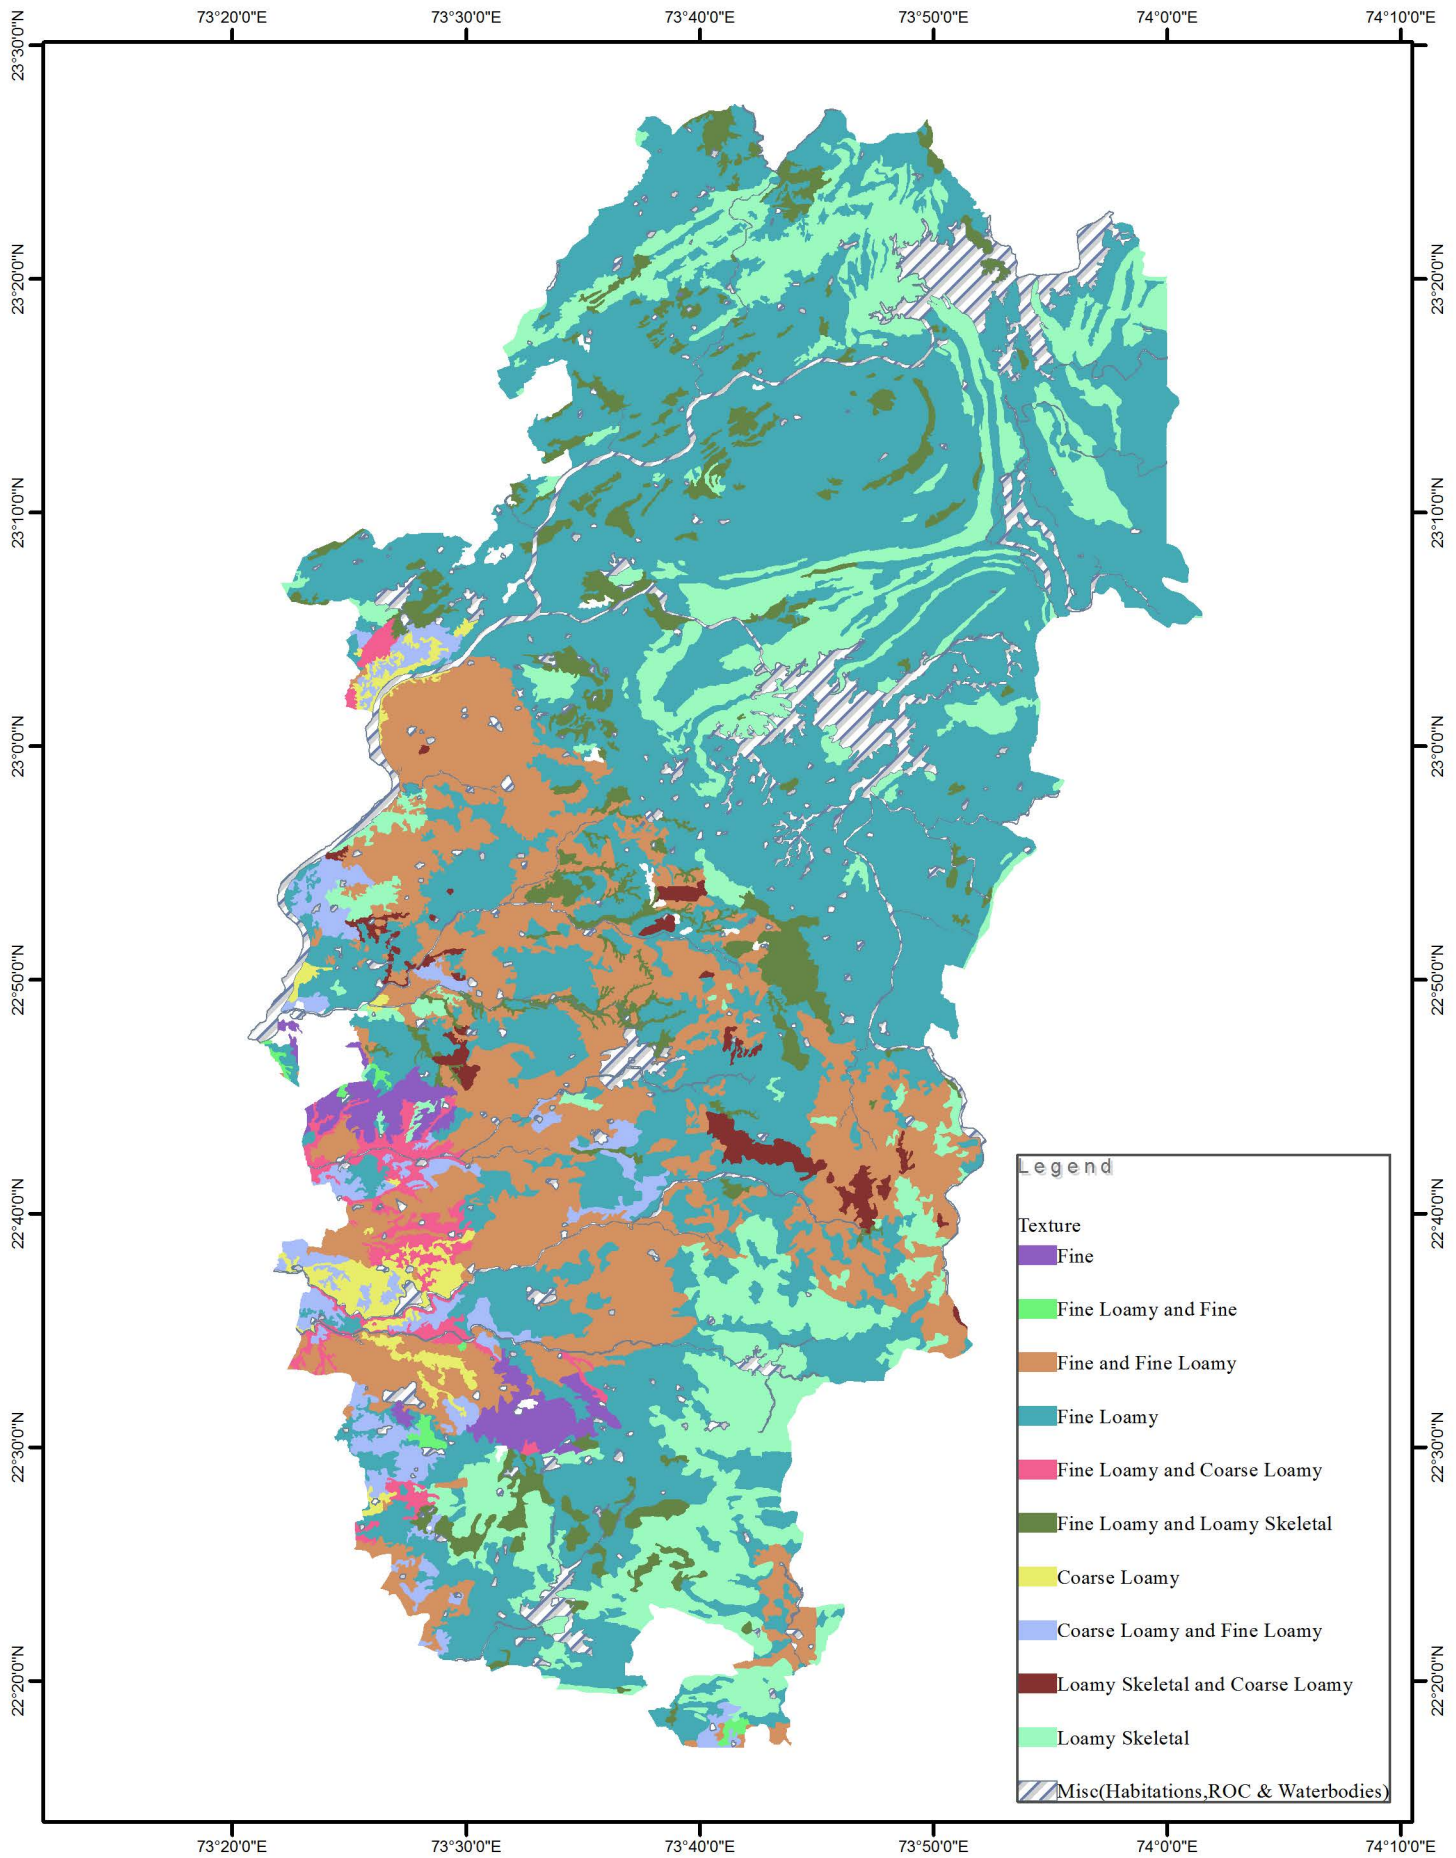 73°20'0"E 73°30'0"E 73°40'0"E 73°50'0"E 74°0'0"E 74°10'0"E
23°30'0"N 23°30'0"N
23°20'0"N 23°20'0"N
23°10'0"N 23°10'0"N
23°0'0"N 23°0'0"N
22°50'0"N 22°50'0"N
22°40'0"N 22°40'0"N
22°30'0"N 22°30'0"N
22°20'0"N 22°20'0"N
Legend
Texture
Fine
Fine Loamy and Fine
Fine and Fine Loamy
Fine Loamy
Fine Loamy and Coarse Loamy
Fine Loamy and Loamy Skeletal
Coarse Loamy
Coarse Loamy and Fine Loamy
Loamy Skeletal and Coarse Loamy
Loamy Skeletal
Misc(Habitations,ROC & Waterbodies)
73°20'0"E 73°30'0"E 73°40'0"E 73°50'0"E 74°0'0"E 74°10'0"E